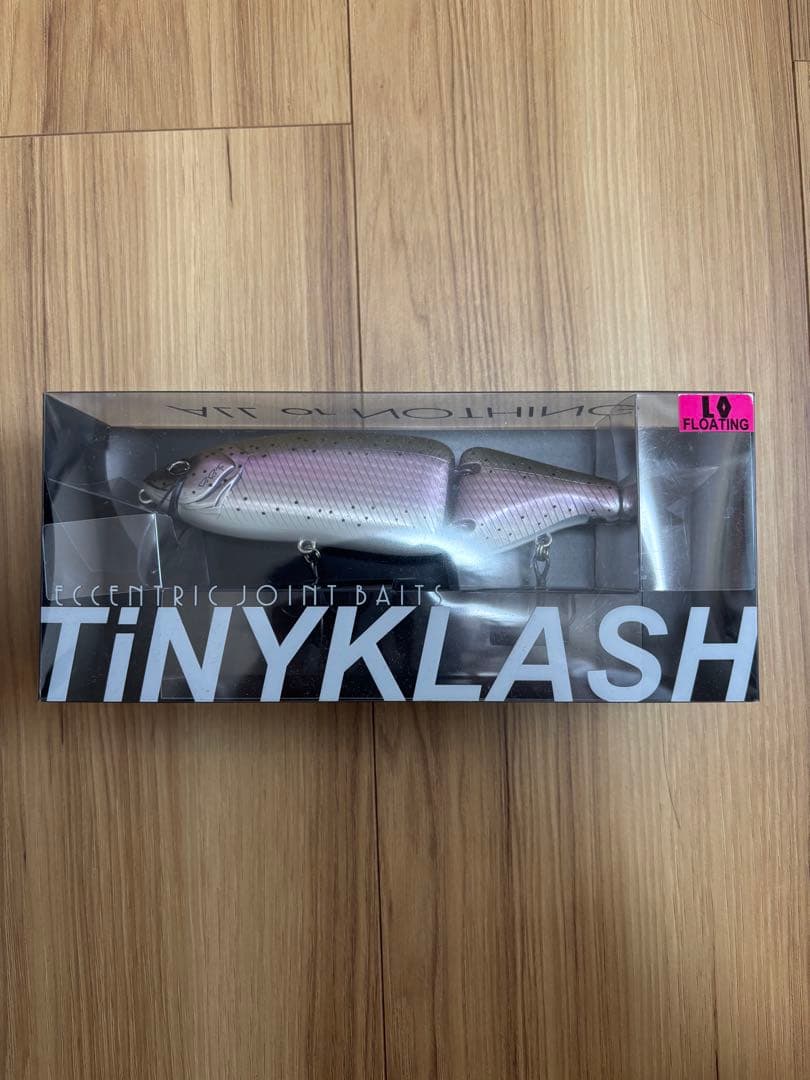 ALL or NOTHING
LO
FLOATING
ECCENTRIC JOINT BAITS
TiNYKLASH